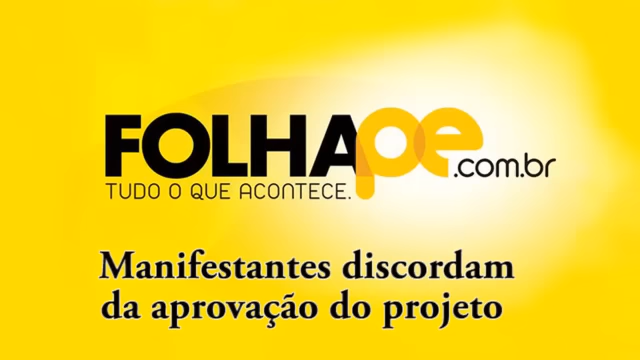 FOLHAPE.com.br
TUDO O QUE ACONTECE.
Manifestantes discordam
da aprovação do projeto